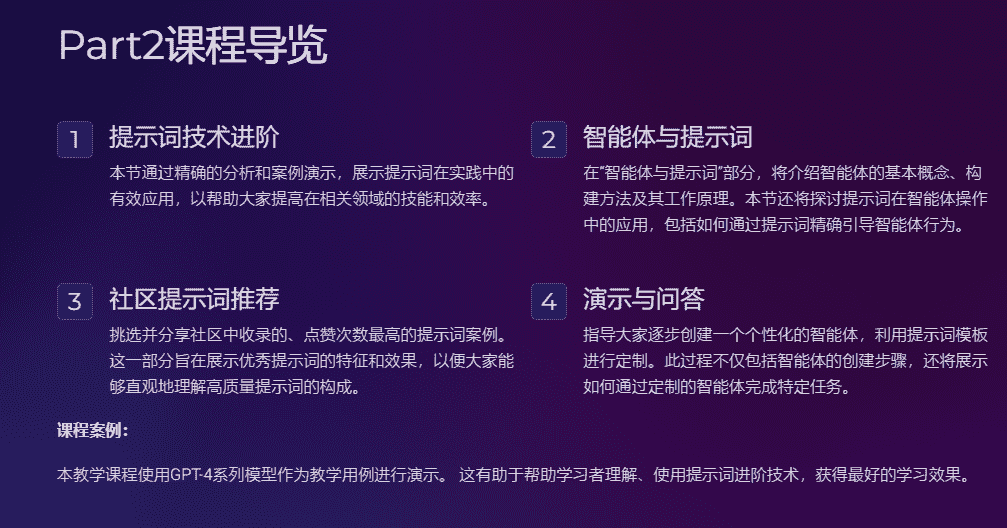 Part2课程导览
1 提示词技术进阶
本节通过精确的分析和案例演示，展示提示词在实践中的
有效应用，以帮助大家提高在相关领域的技能和效率。
2 智能体与提示词
在“智能体与提示词”部分，将介绍智能体的基本概念、构
建方法及其工作原理。本节还将探讨提示词在智能体操作
中的应用，包括如何通过提示词精确引导智能体行为。
3 社区提示词推荐
挑选并分享社区中收录的、点赞次数最高的提示词案例。
这一部分旨在展示优秀提示词的特征和效果，以便大家能
够直观地理解高质量提示词的构成。
4 演示与问答
指导大家逐步创建一个个性化的智能体，利用提示词模板
进行定制。此过程不仅包括智能体的创建步骤，还将展示
如何通过定制的智能体完成特定任务。
课程案例：
本教学课程使用GPT-4系列模型作为教学用例进行演示。 这有助于帮助学习者理解、使用提示词进阶技术，获得最好的学习效果。